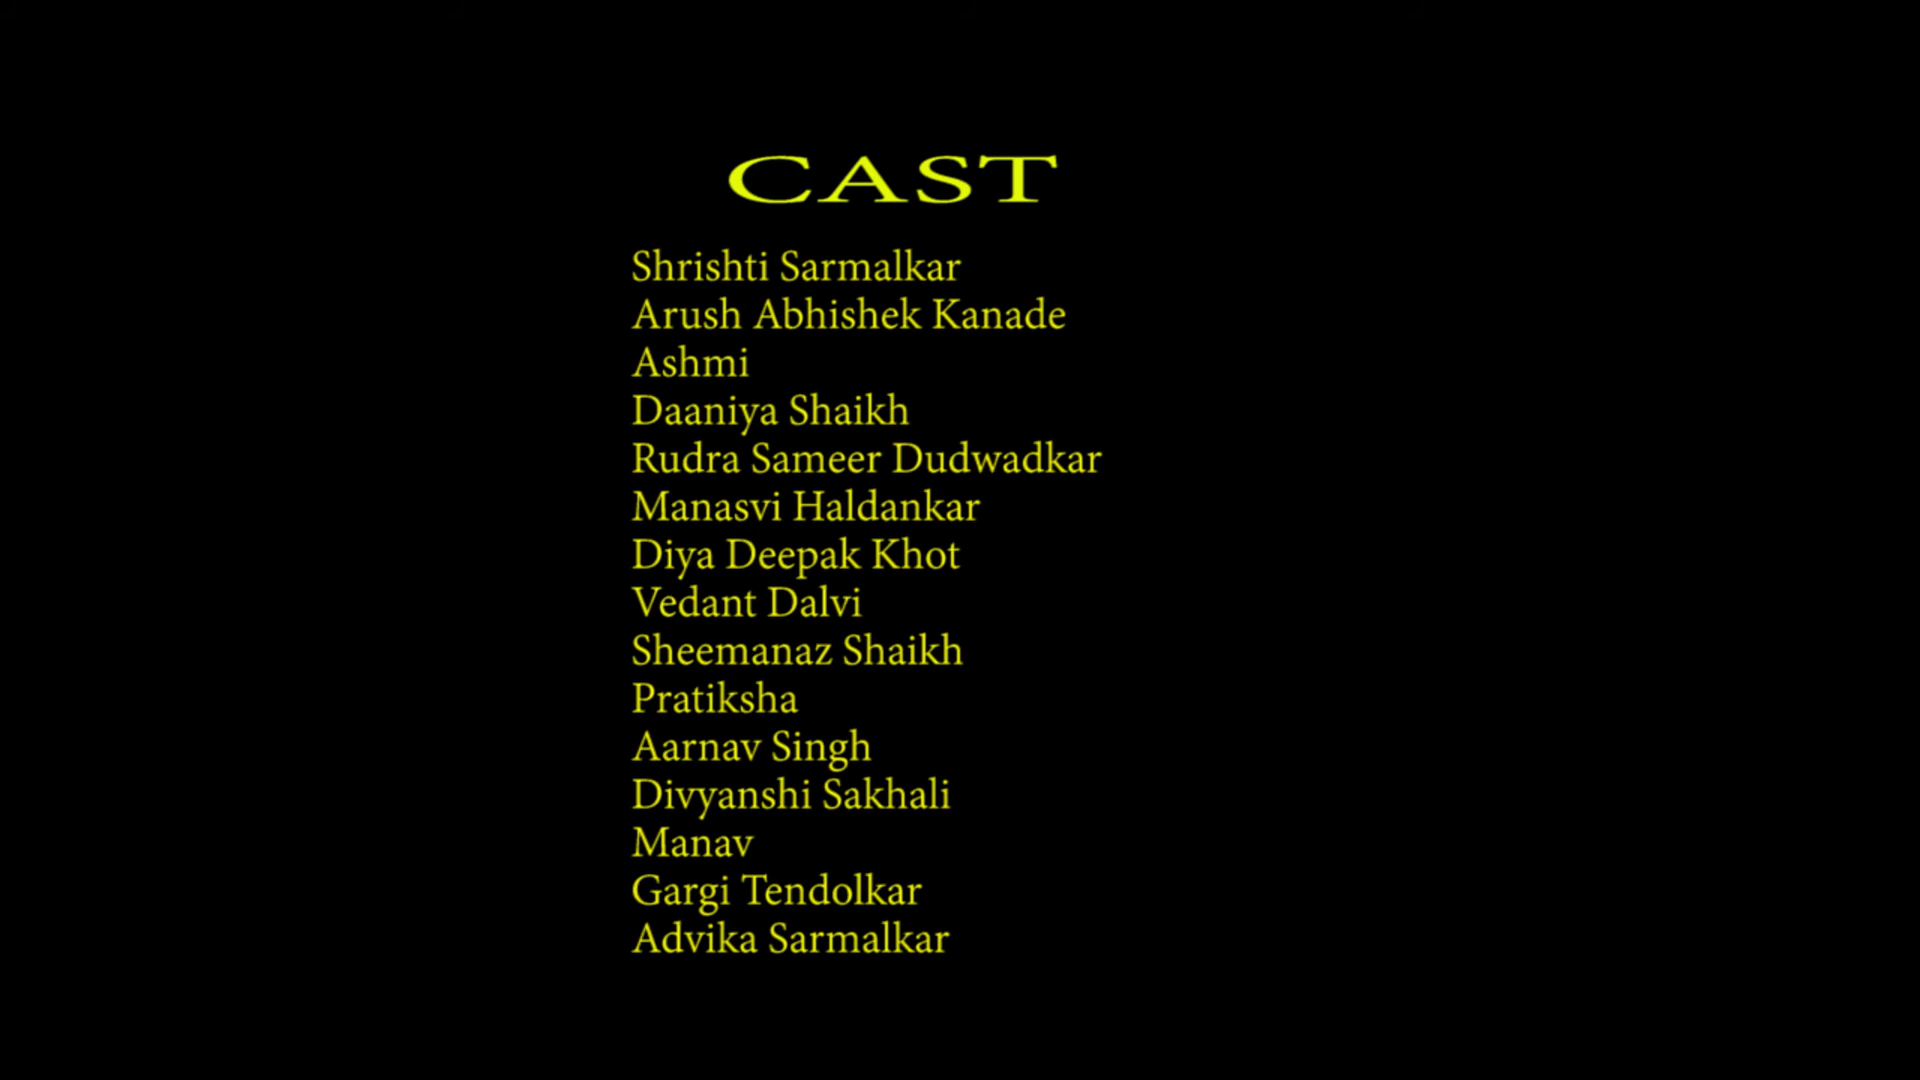 CAST
Shrishti Sarmalkar
Arush Abhishek Kanade
Ashmi
Daaniya Shaikh
Rudra Sameer Dudwadkar
Manasvi Haldankar
Diya Deepak Khot
Vedant Dalvi
Sheemanaz Shaikh
Pratiksha
Aarnav Singh
Divyanshi Sakhali
Manav
Gargi Tendolkar
Advika Sarmalkar